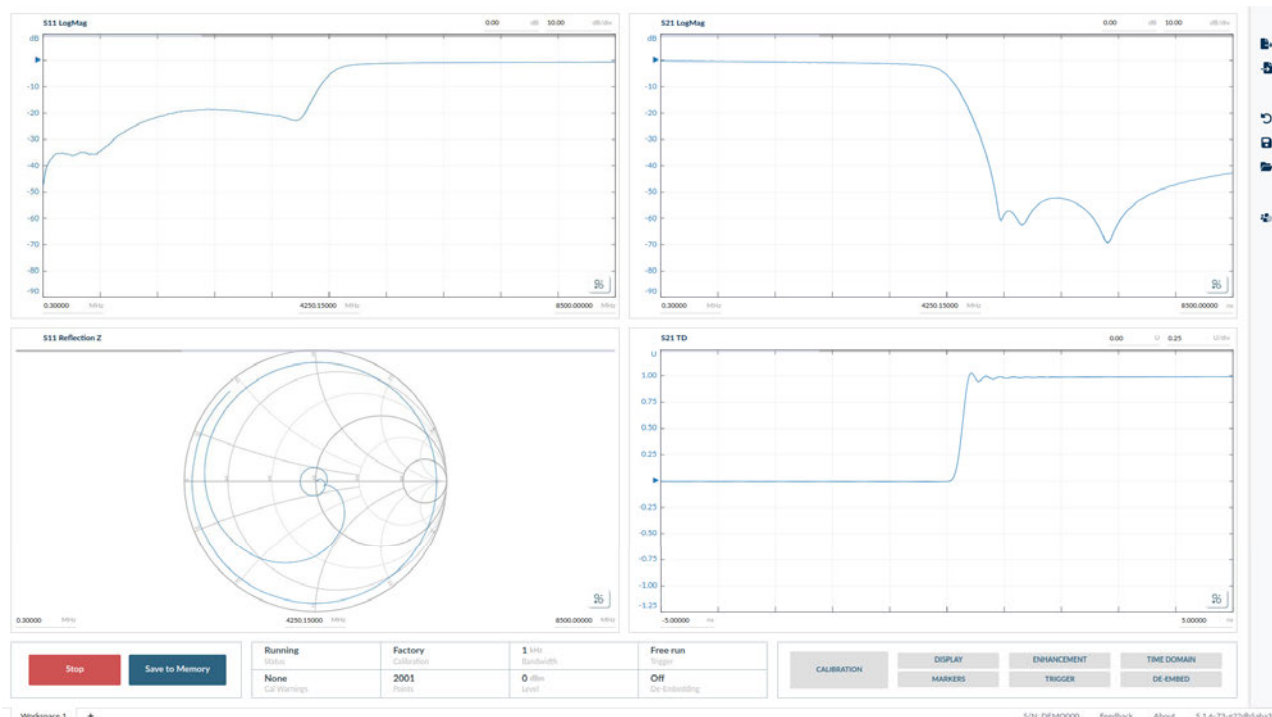 S11 LogMag 0.00 dB 10.00 dB/div
dB
-10
-20
-30
-40
-50
-60
-70
-80
-90
0.30000 MHz 4250.15000 MHz 8500.00000 MHz
S21 LogMag 0.00 dB 10.00 dB/div
dB
-10
-20
-30
-40
-50
-60
-70
-80
-90
0.30000 MHz 4250.15000 MHz 8500.00000
S11 Reflection Z
0.30000 MHz 4250.15000 MHz 8500.00000 MHz
S21 TD 0.00 U 0.25 U/div
U
1.00
0.75
0.50
0.25
-0.25
-0.50
-0.75
-1.00
-1.25
-5.00000 ns 5.00000 ns
Stop
Save to Memory
Running
Status
Factory
Calibration
1 kHz
Bandwidth
Free run
Trigger
None
Cal Warnings
2001
Points
0 dBm
Level
Off
De-Embedding
CALIBRATION
DISPLAY ENHANCEMENT TIME DOMAIN
MARKERS TRIGGER DE-EMBED
Workspace 1 + S/N: DEMO000 Feedback About